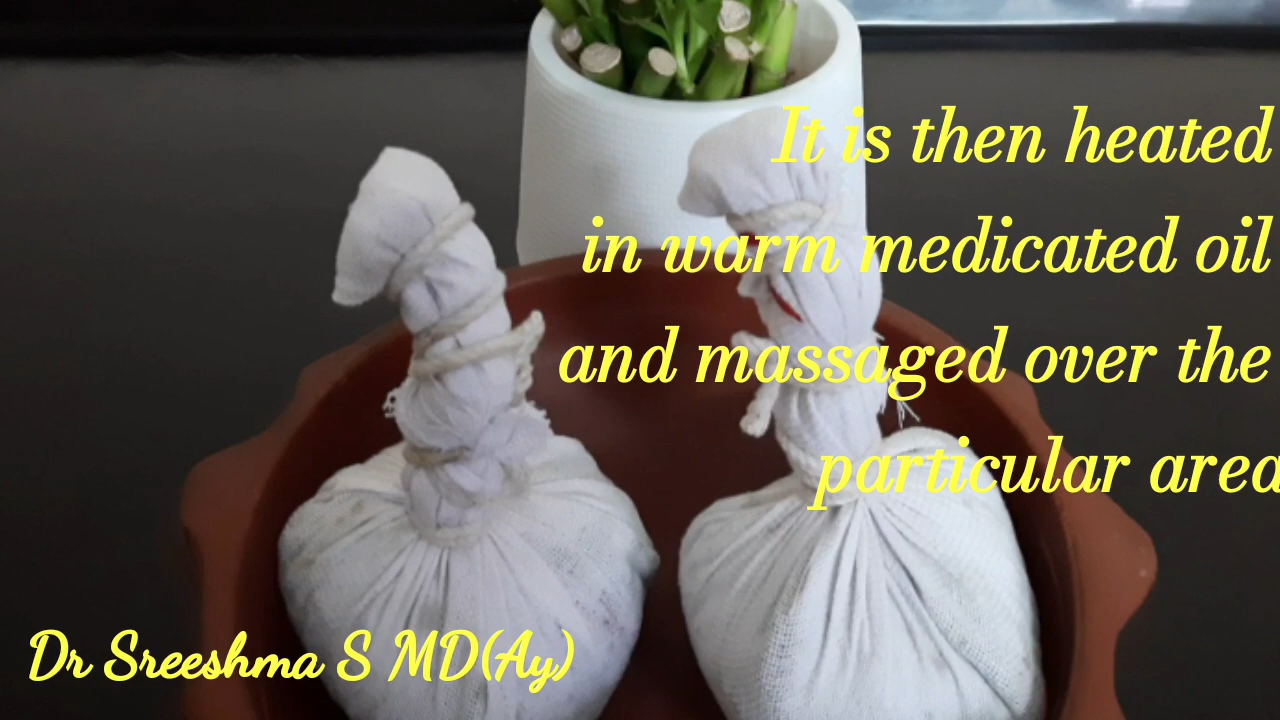 It is then heated
in warm medicated oil
and massaged over the
particular area
Dr Sreeshma S MD(Ay)